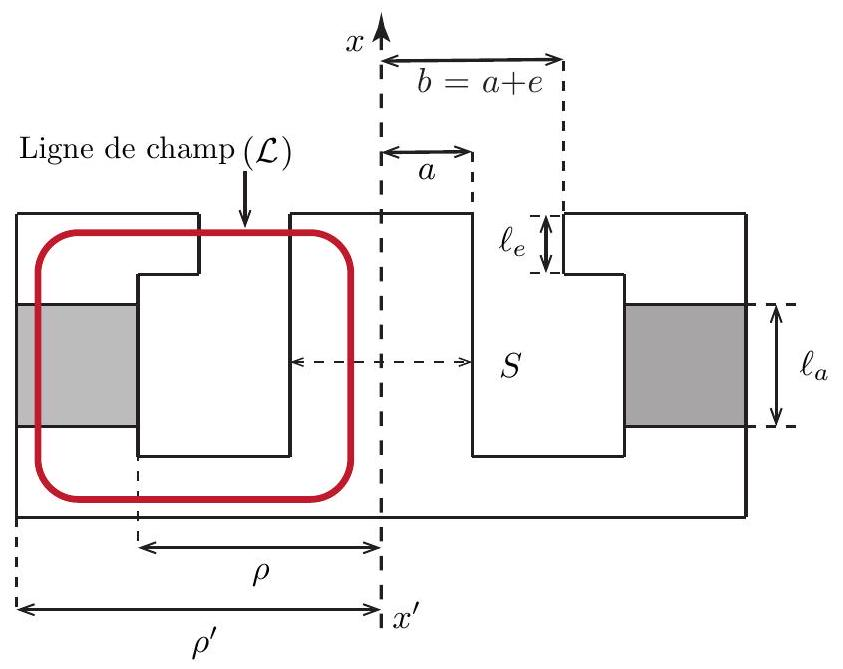 x
b = a+e
Ligne de champ (ℒ)
a
ℓₑ
S
ℓₐ
ρ
x′
ρ′